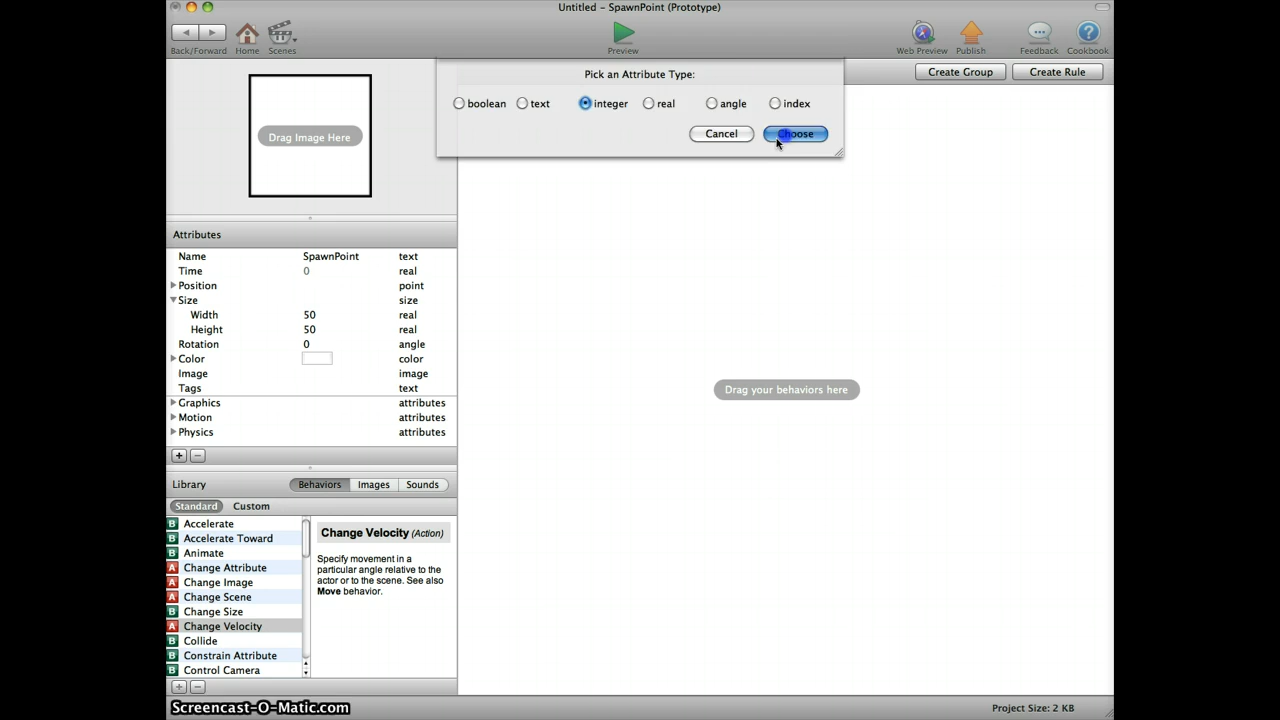 Untitled – SpawnPoint (Prototype)
Back/Forward Home Scenes Preview Web Preview Publish Feedback Cookbook
Pick an Attribute Type:
boolean text integer real angle index
Cancel Choose
Create Group Create Rule
Drag Image Here
Attributes
Name SpawnPoint text
Time 0 real
Position point
Size size
Width 50 real
Height 50 real
Rotation 0 angle
Color color
Image image
Tags text
Graphics attributes
Motion attributes
Physics attributes
Drag your behaviors here
Library Behaviors Images Sounds
Standard Custom
B Accelerate
B Accelerate Toward
B Animate
A Change Attribute
A Change Image
A Change Scene
B Change Size
A Change Velocity
B Collide
B Constrain Attribute
B Control Camera
Change Velocity (Action)
Specify movement in a
particular angle relative to the
actor or to the scene. See also
Move behavior.
Screencast-O-Matic.com
Project Size: 2 KB